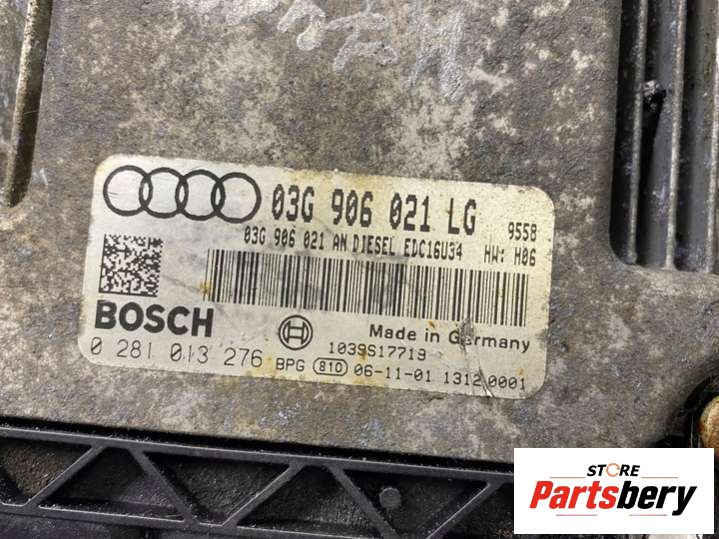 03G 906 021 LG 9558
03G 906 021 AN DIESEL EDC16U34 HW: H06
BOSCH
Made in Germany
1039S17719
0 281 013 276 BPG 810 06-11-01 1312 0001
STORE
Partsbery